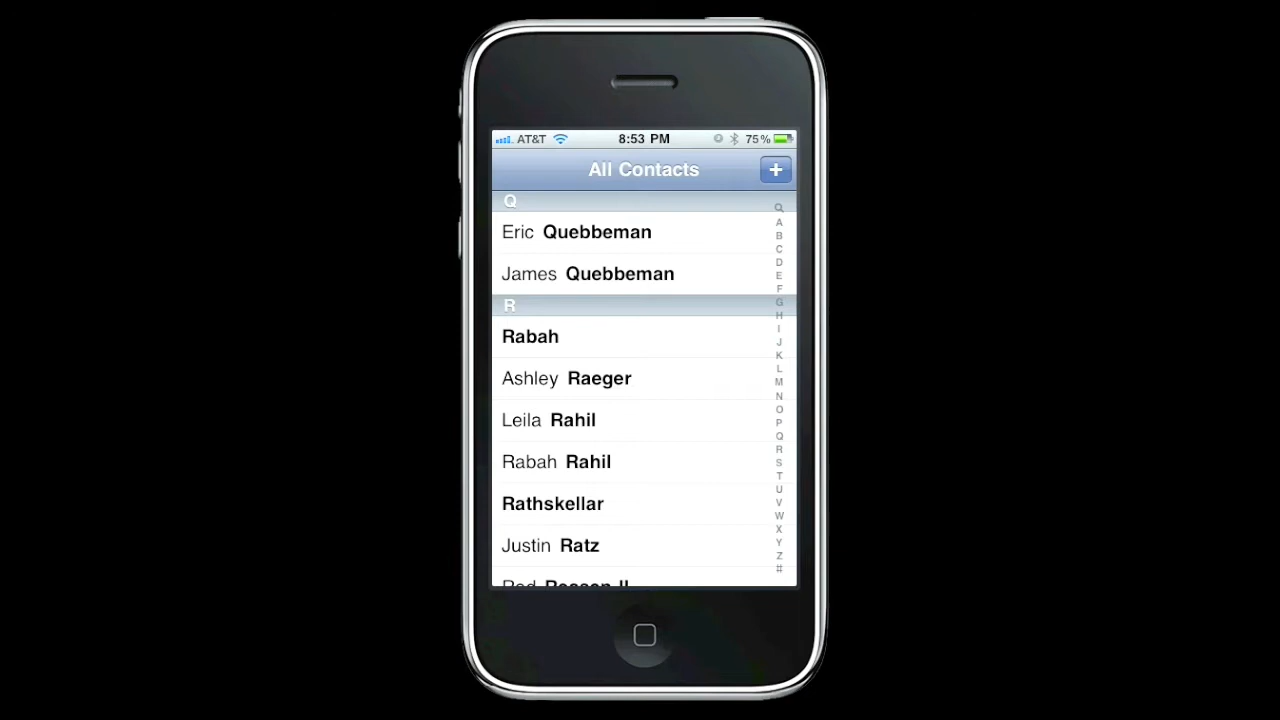 AT&T 8:53 PM 75%
All Contacts +
Q
Eric Quebbeman
James Quebbeman
R
Rabah
Ashley Raeger
Leila Rahil
Rabah Rahil
Rathskellar
Justin Ratz
A
B
C
D
E
F
G
H
I
J
K
L
M
N
O
P
Q
R
S
T
U
V
W
X
Y
Z
#